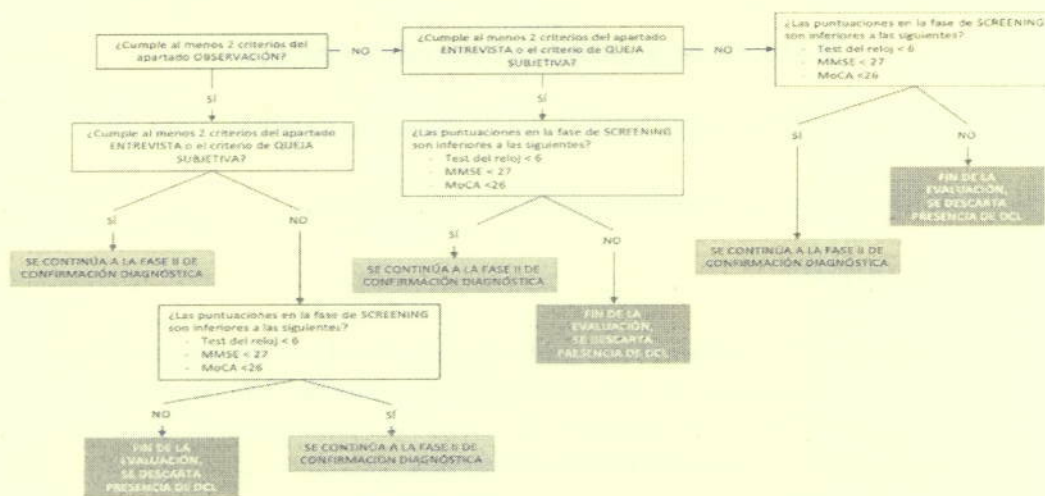 ¿Cumple al menos 2 criterios del
apartado OBSERVACIÓN?
NO
¿Cumple al menos 2 criterios del apartado
ENTREVISTA o el criterio de QUEJA
SUBJETIVA?
NO
¿Las puntuaciones en la fase de SCREENING
son inferiores a las siguientes?
- Test del reloj < 6
- MMSE < 27
- MoCA <26
SÍ
¿Cumple al menos 2 criterios del apartado
ENTREVISTA o el criterio de QUEJA
SUBJETIVA?
SÍ
¿Las puntuaciones en la fase de SCREENING
son inferiores a las siguientes?
- Test del reloj < 6
- MMSE < 27
- MoCA <26
SÍ
NO
FIN DE LA
EVALUACIÓN,
SE DESCARTA
PRESENCIA DE DCL
SÍ
NO
SE CONTINÚA A LA FASE II DE
CONFIRMACIÓN DIAGNÓSTICA
SÍ
NO
SE CONTINÚA A LA FASE II DE
CONFIRMACIÓN DIAGNÓSTICA
SE CONTINÚA A LA FASE II DE
CONFIRMACIÓN DIAGNÓSTICA
¿Las puntuaciones en la fase de SCREENING
son inferiores a las siguientes?
- Test del reloj < 6
- MMSE < 27
- MoCA <26
FIN DE LA
EVALUACIÓN,
SE DESCARTA
PRESENCIA DE DCL
NO
SÍ
FIN DE LA
EVALUACIÓN,
SE DESCARTA
PRESENCIA DE DCL
SE CONTINÚA A LA FASE II DE
CONFIRMACIÓN DIAGNÓSTICA